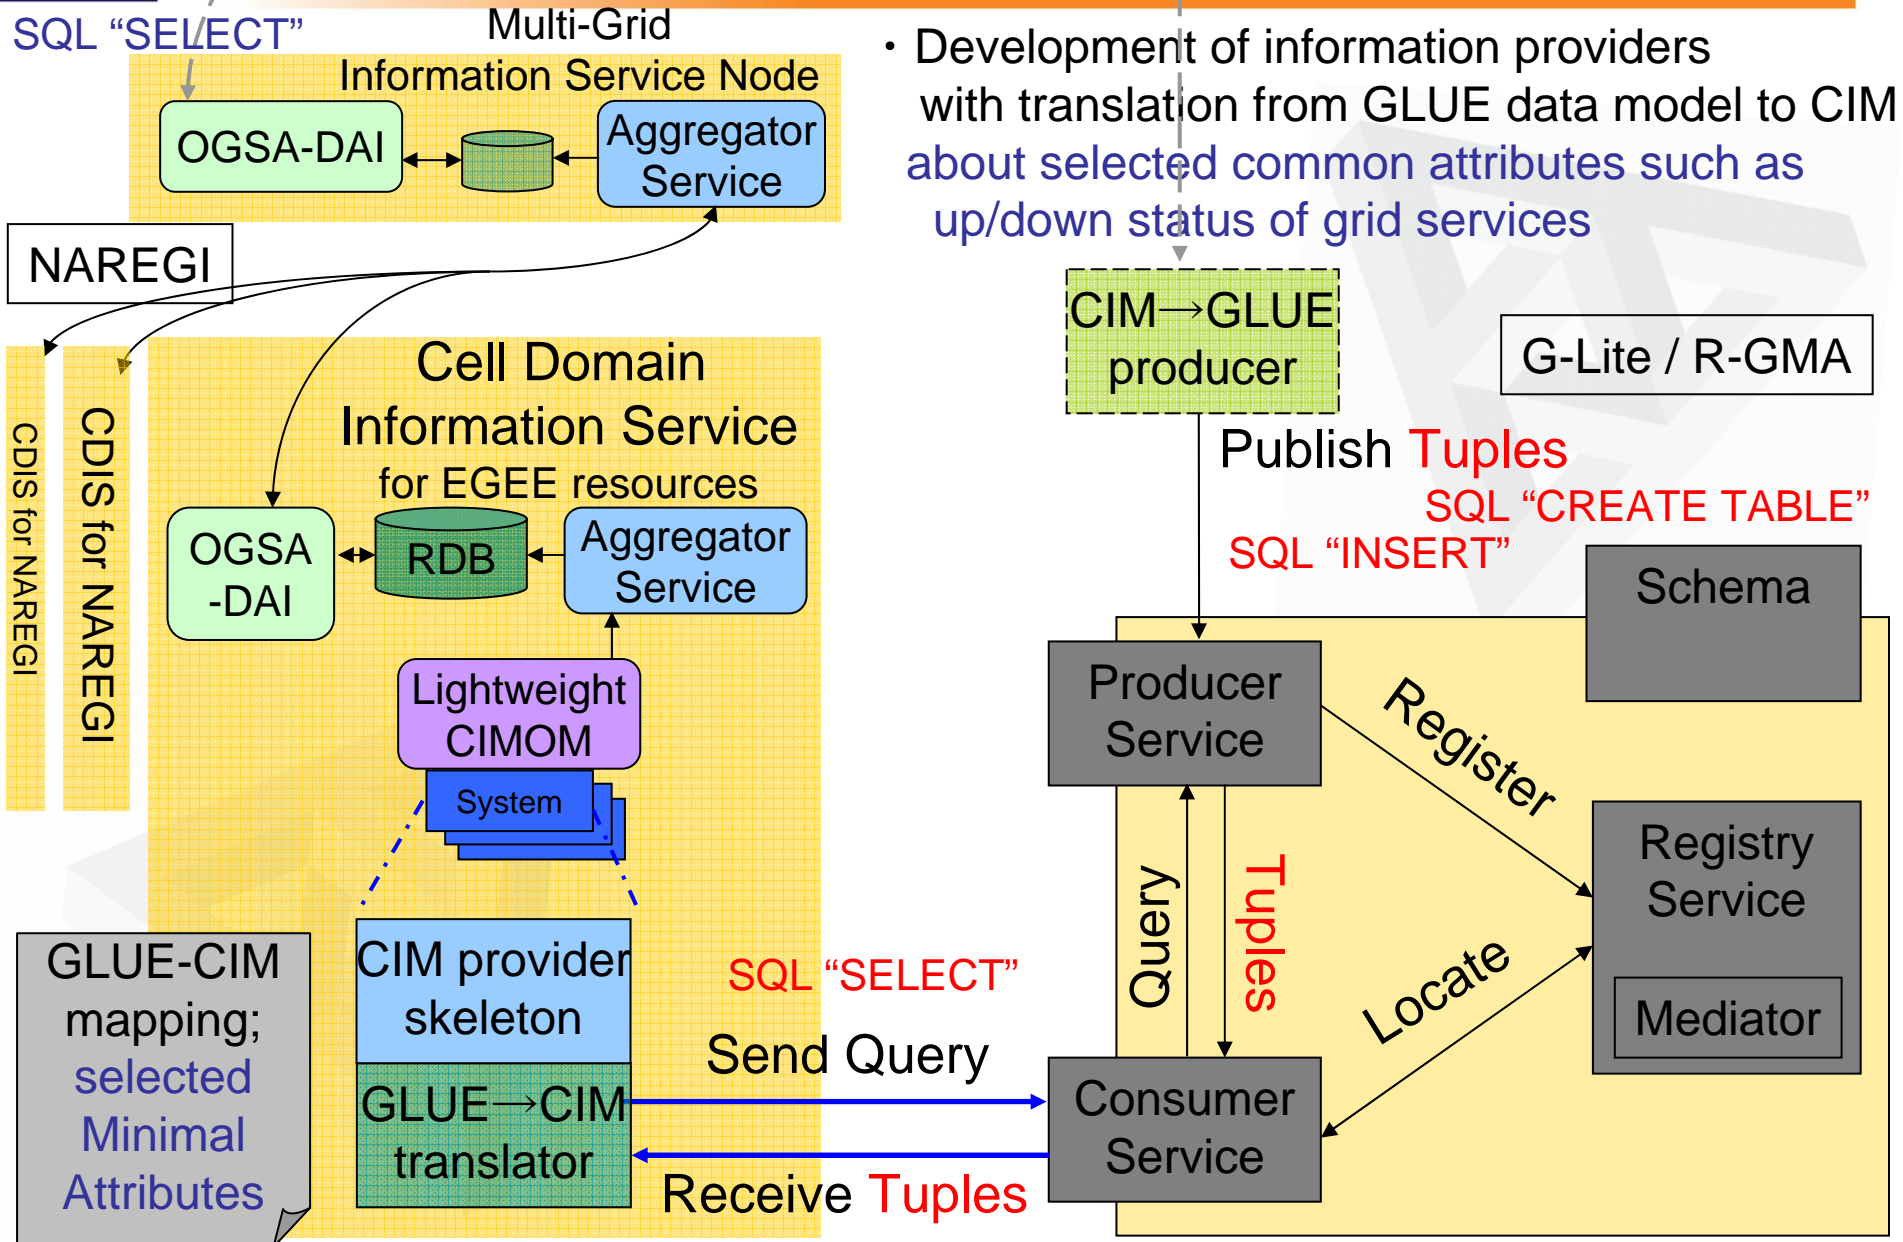 SQL “SELECT”
Multi-Grid
Information Service Node
OGSA-DAI
Aggregator
Service
・Development of information providers
with translation from GLUE data model to CIM
about selected common attributes such as
up/down status of grid services
NAREGI
CDIS for NAREGI
CDIS for NAREGI
Cell Domain
Information Service
for EGEE resources
OGSA
-DAI
RDB
Aggregator
Service
Lightweight
CIMOM
System
CIM provider
skeleton
GLUE→CIM
translator
GLUE-CIM
mapping;
selected
Minimal
Attributes
SQL “SELECT”
Send Query
Receive Tuples
CIM→GLUE
producer
G-Lite / R-GMA
Publish Tuples
SQL “CREATE TABLE”
SQL “INSERT”
Schema
Producer
Service
Register
Registry
Service
Mediator
Query
Tuples
Locate
Consumer
Service